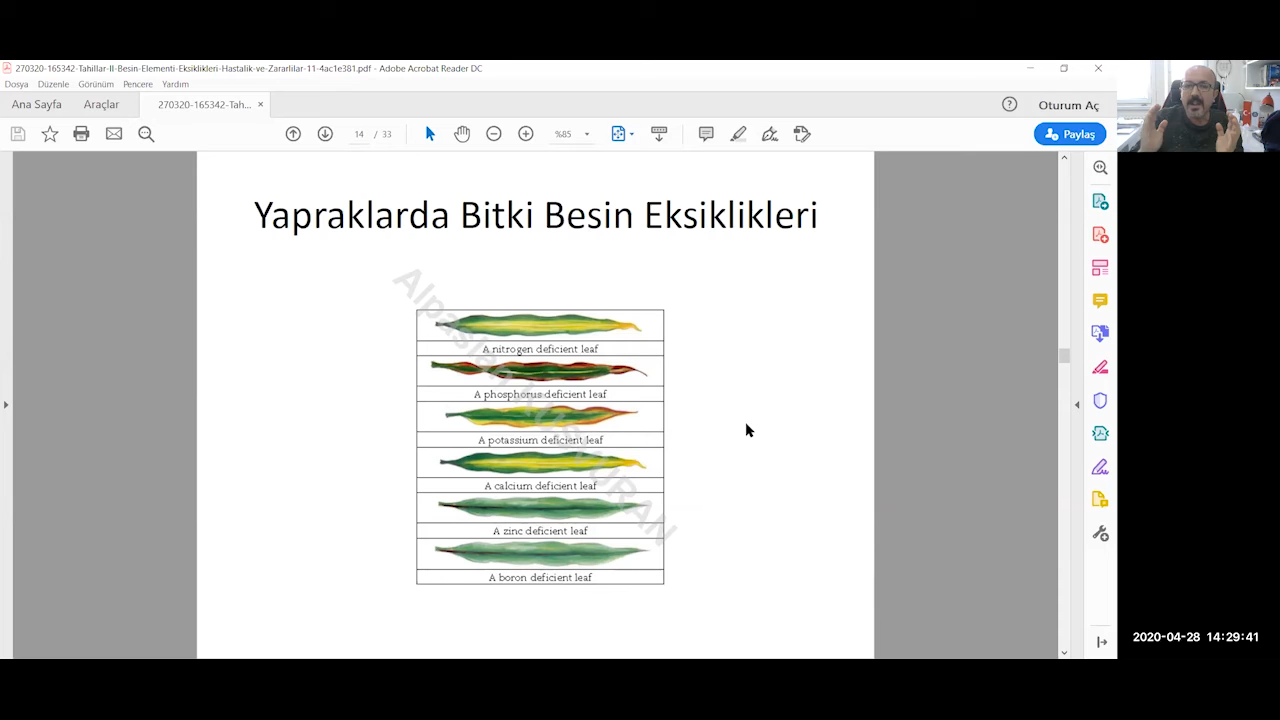 270320-165342-Tahillar-II-Besin-Elementi-Eksiklikleri-Hastalik-ve-Zararlilar-11-4ac1e381.pdf - Adobe Acrobat Reader DC
Dosya Düzenle Görünüm Pencere Yardım
Ana Sayfa Araçlar 270320-165342-Tah... × Oturum Aç
14 / 33 %85 Paylaş
Yapraklarda Bitki Besin Eksiklikleri
A nitrogen deficient leaf
A phosphorus deficient leaf
A potassium deficient leaf
A calcium deficient leaf
A zinc deficient leaf
A boron deficient leaf
2020-04-28 14:29:41